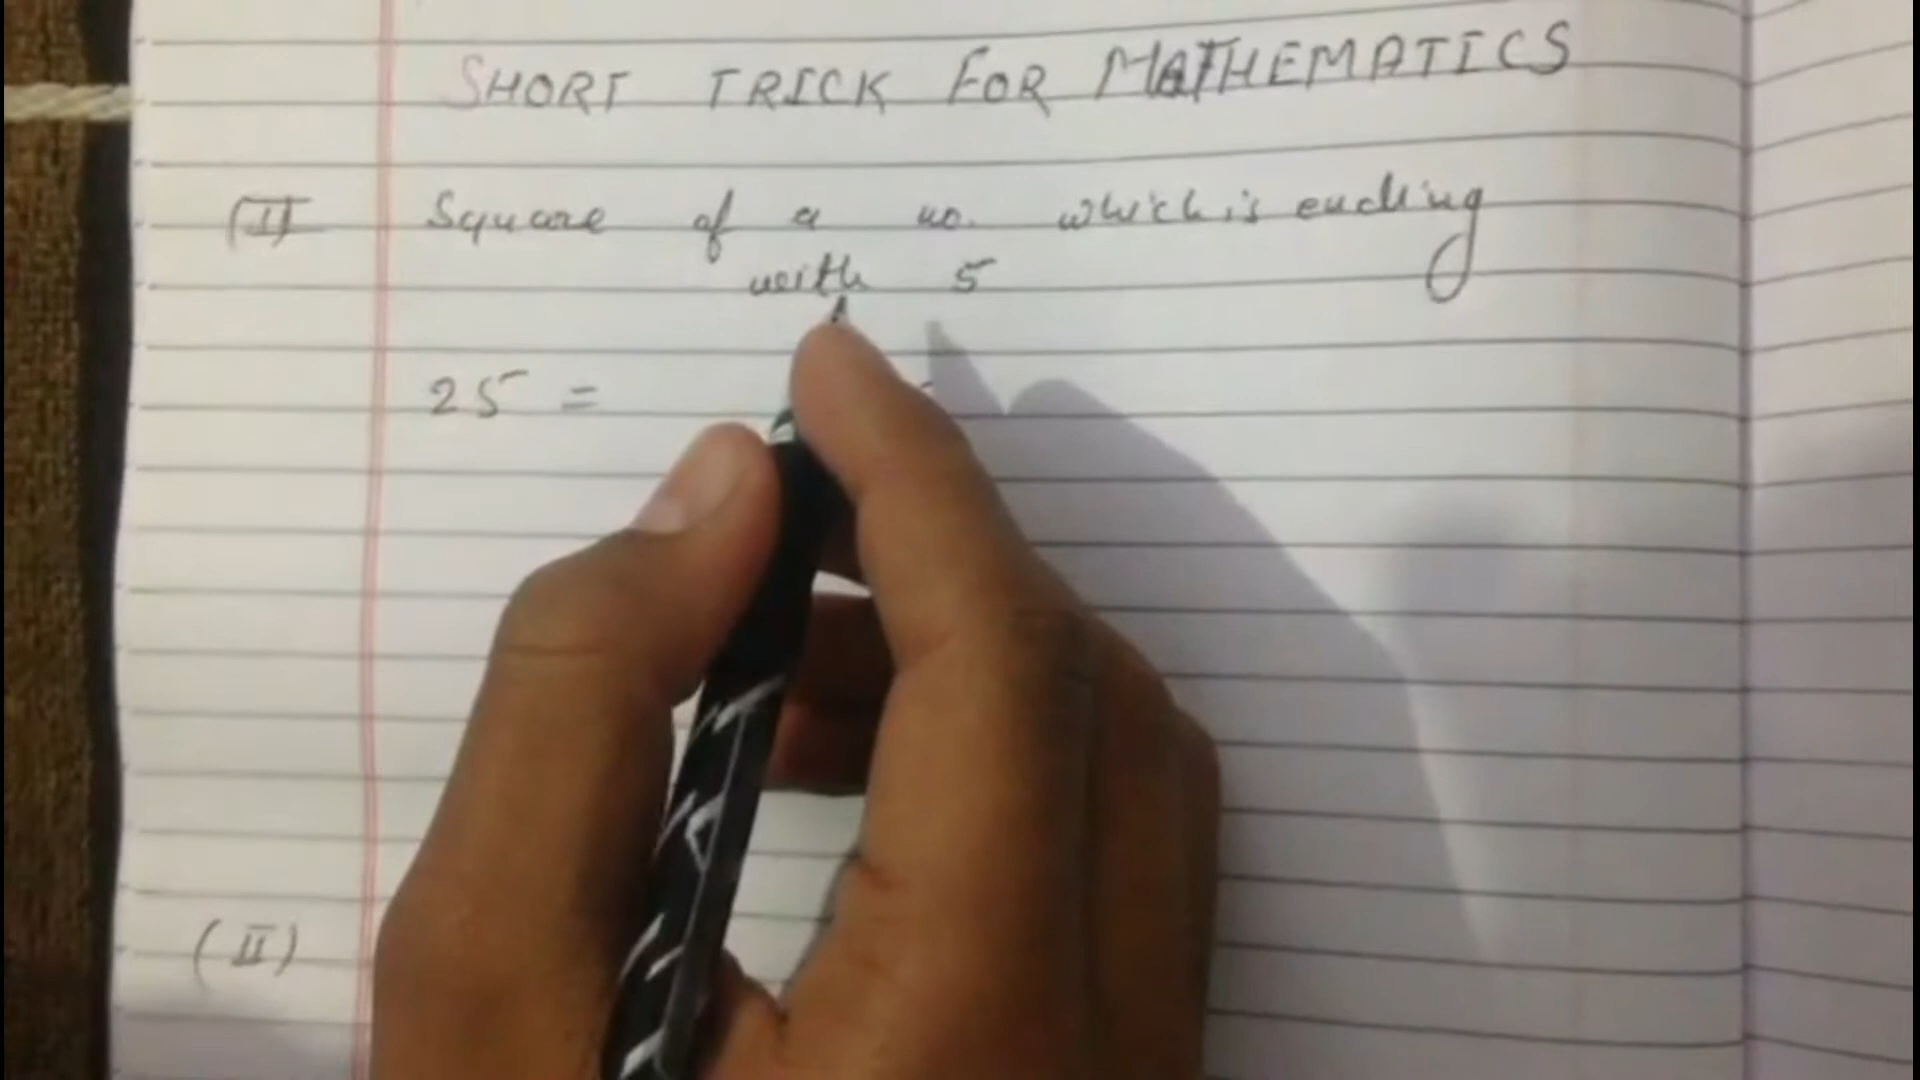 SHORT TRICK FOR MATHEMATICS
(I) Square of a no. which is ending
with 5
25 =
(II)